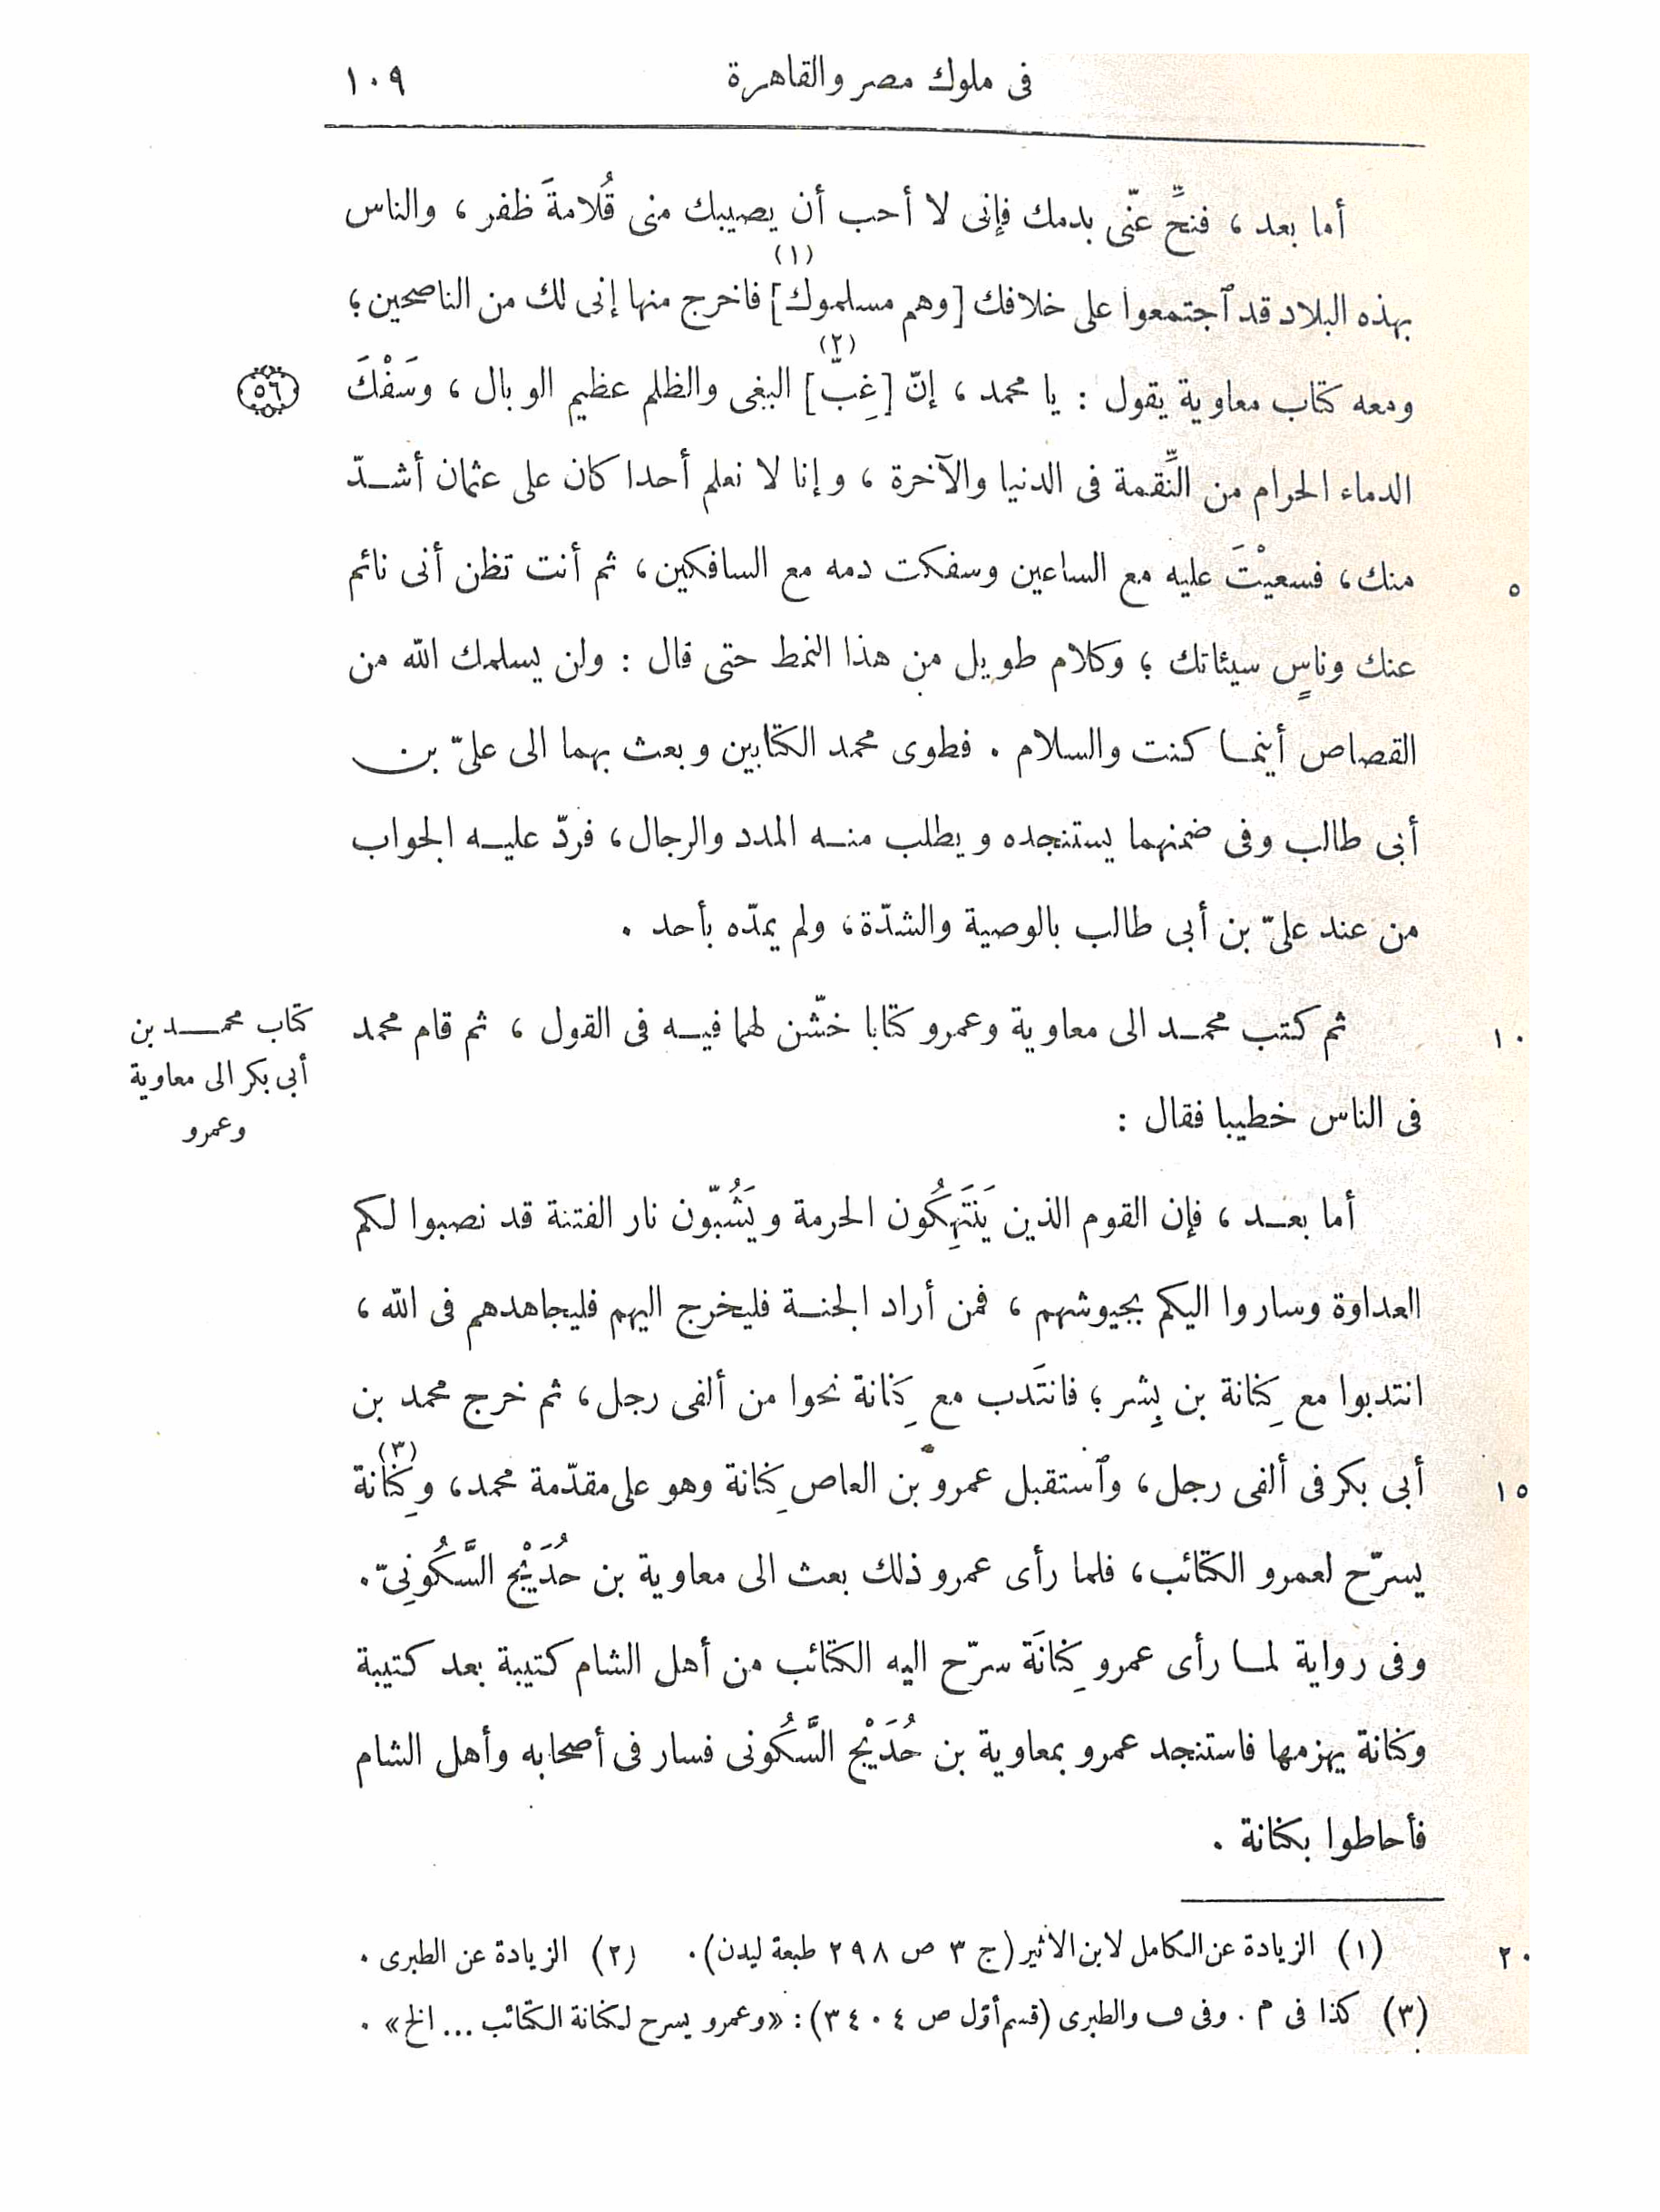 فى ملوك مصر والقاهرة ١٠٩
أما بعد ، فنحِّ عنّى بدمك فإنى لا أحب أن يصيبك منى قُلامةَ ظفر ، والناس
بهذه البلاد قد ٱجتمعوا على خلافك [وهم مسلموك] (١) فاخرج منها إنى لك من الناصحين ؛
ومعه كتاب معاوية يقول : يا محمد ، إنّ [غِبّ] (٢) البغى والظلم عظيم الوبال ، وسَفْكَ
٥٦
الدماء الحرام من النِّقمة فى الدنيا والآخرة ، وإنا لا نعلم أحدا كان على عثمان أشدّ
منك ، فسعيْتَ عليه مع الساعين وسفكت دمه مع السافكين ، ثم أنت تظن أنى نائم
٥
عنك وناسٍ سيئاتك ؛ وكلام طويل من هذا النمط حتى قال : ولن يسلمك الله من
القصاص أينما كنت والسلام . فطوى محمد الكتابين وبعث بهما الى علىّ بن
أبى طالب وفى ضمنهما يستنجده ويطلب منه المدد والرجال ، فردّ عليه الجواب
من عند علىّ بن أبى طالب بالوصية والشدّة ، ولم يمدّه بأحد .
ثم كتب محمد الى معاوية وعمرو كتابا خشّن لهما فيه فى القول ، ثم قام محمد
١٠
كتاب محمد بن
أبى بكر الى معاوية
وعمرو
فى الناس خطيبا فقال :
أما بعد ، فإن القوم الذين يَنتَهِكُون الحرمة ويَشُبّون نار الفتنة قد نصبوا لكم
العداوة وساروا اليكم بجيوشهم ، فمن أراد الجنة فليخرج اليهم فليجاهدهم فى الله ،
انتدبوا مع كِنانة بن بِشر ؛ فانتَدب مع كِنانة نحوا من ألفى رجل ، ثم خرج محمد بن
أبى بكر فى ألفى رجل ، وٱستقبل عمرو بن العاص كِنانة وهو على مقدّمة محمد ، وكِنانة (٣)
١٥
يسرّح لعمرو الكتائب ، فلما رأى عمرو ذلك بعث الى معاوية بن حُدَيْج السَّكُونِىّ .
وفى رواية لما رأى عمرو كِنانَة سرّح اليه الكتائب من أهل الشام كتيبة بعد كتيبة
وكنانة يهزمها فاستنجد عمرو بمعاوية بن حُدَيْج السَّكُونى فسار فى أصحابه وأهل الشام
فأحاطوا بكنانة .
(١) الزيادة عن الكامل لابن الأثير (ج ٣ ص ٢٩٨ طبعة ليدن) . (٢) الزيادة عن الطبرى .
٢٠
(٣) كذا فى م . وفى ف والطبرى (قسم أوّل ص ٣٤٠٤) : «وعمرو يسرح لكنانة الكتائب ... الخ» .